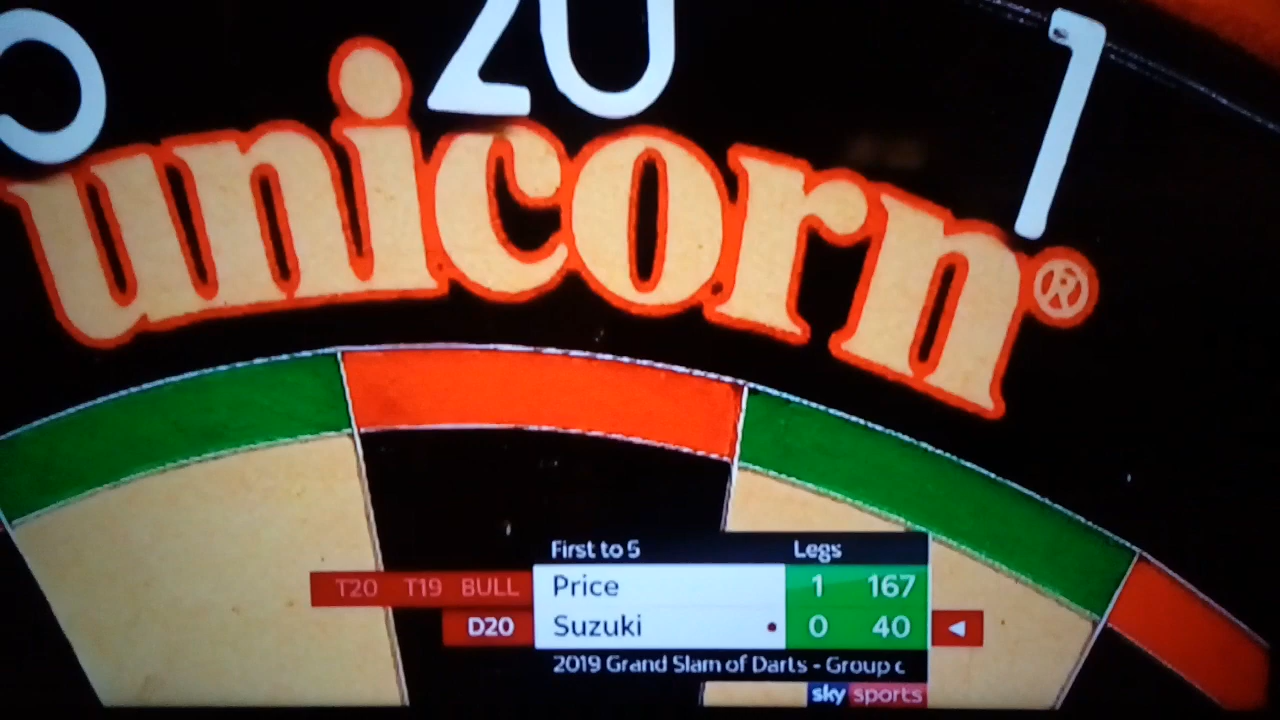 20
1
unicorn®
First to 5 Legs
T20 T19 BULL Price 1 167
D20 Suzuki 0 40
2019 Grand Slam of Darts - Group c
sky sports